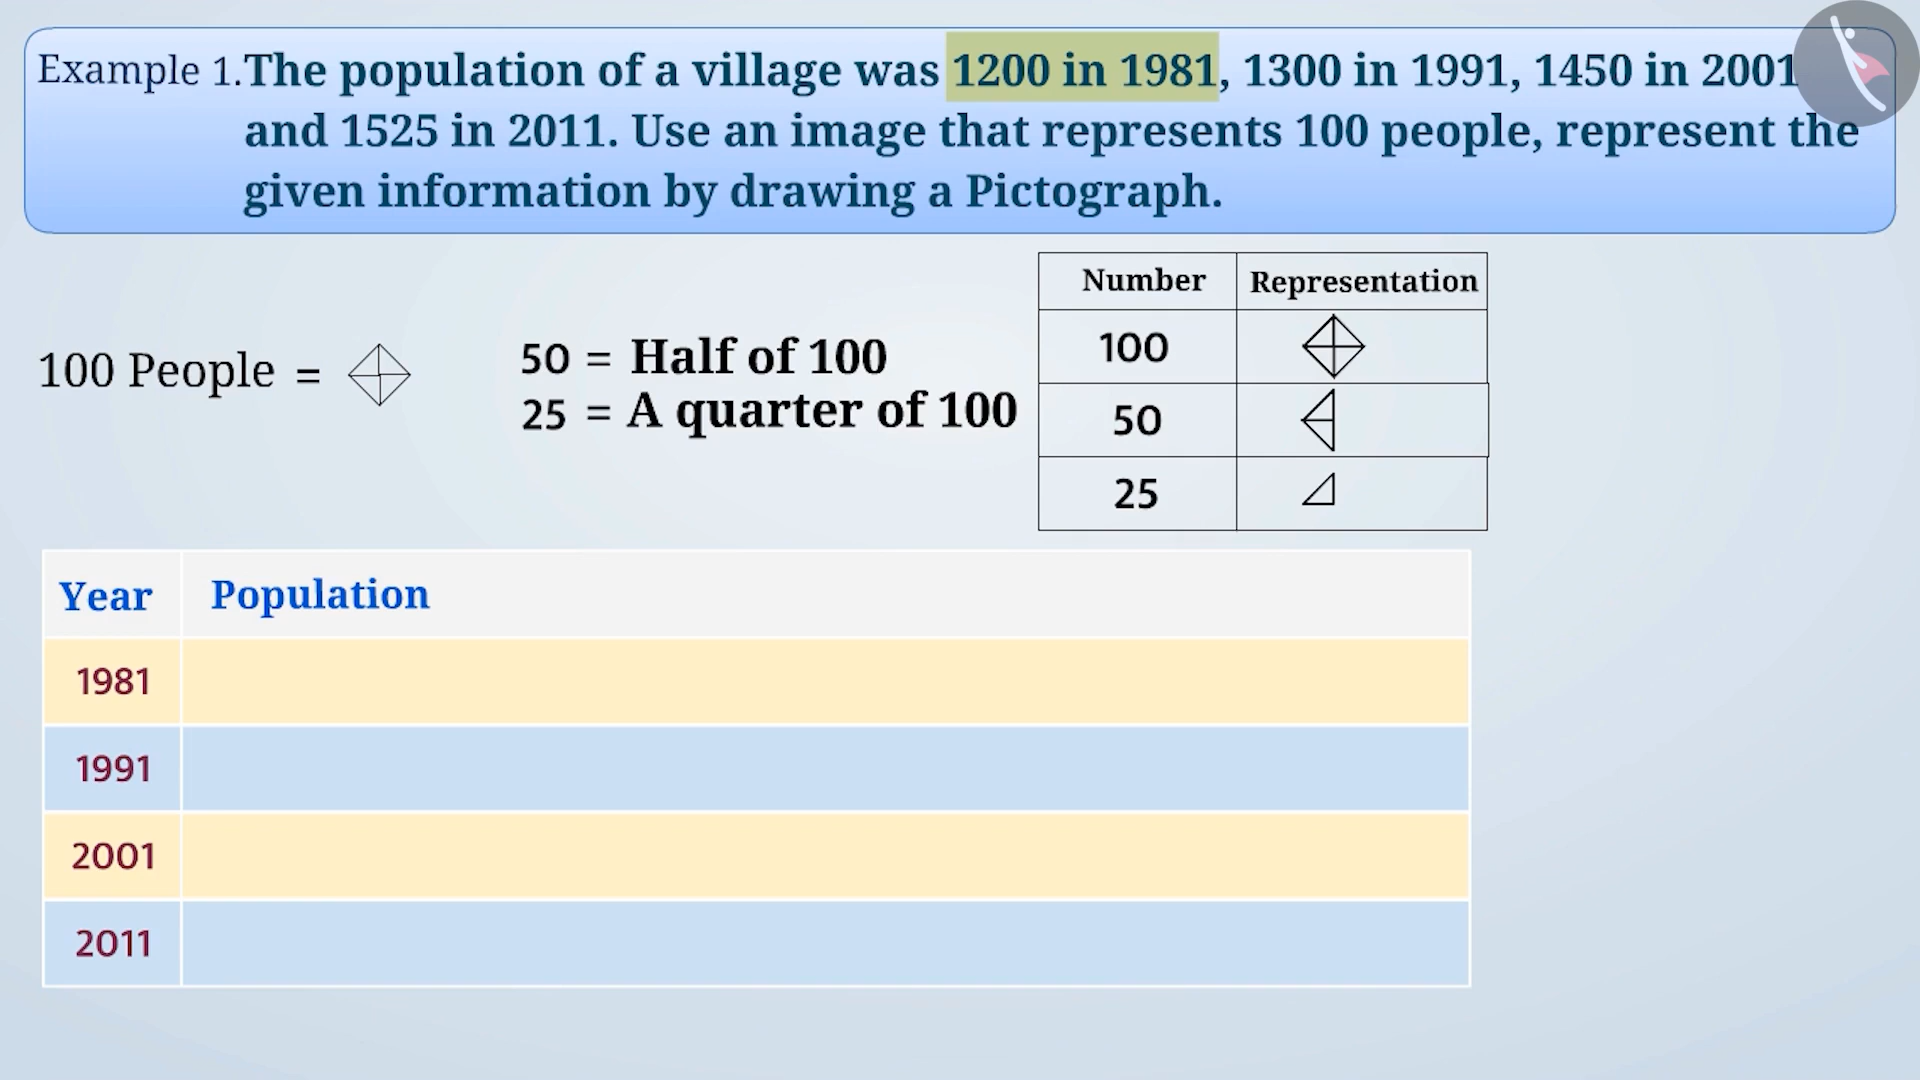 Example 1. The population of a village was 1200 in 1981, 1300 in 1991, 1450 in 2001
and 1525 in 2011. Use an image that represents 100 people, represent the
given information by drawing a Pictograph.
Number Representation
100 People =
50 = Half of 100
25 = A quarter of 100
100
50
25
Year Population
1981
1991
2001
2011